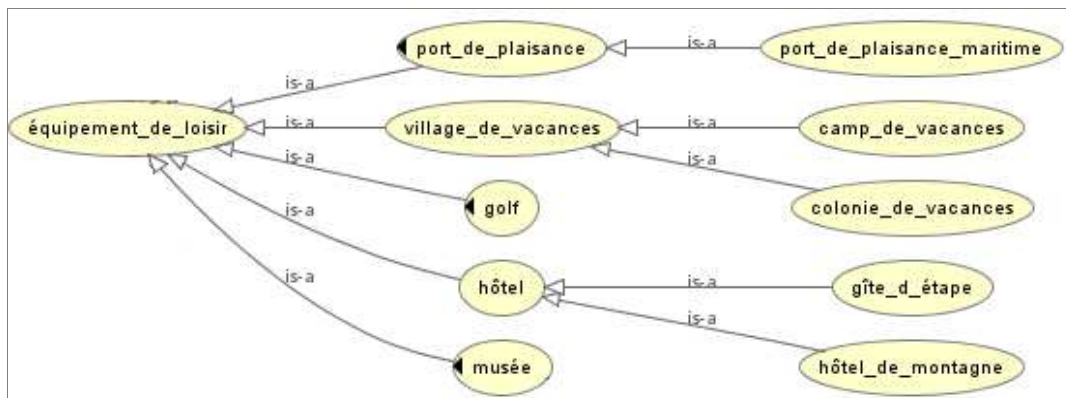 port_de_plaisance is-a port_de_plaisance_maritime
is-a
équipement_de_loisir is-a village_de_vacances is-a camp_de_vacances
is-a is-a
golf colonie_de_vacances
is-a
hôtel is-a gîte_d_étape
is-a is-a
musée hôtel_de_montagne